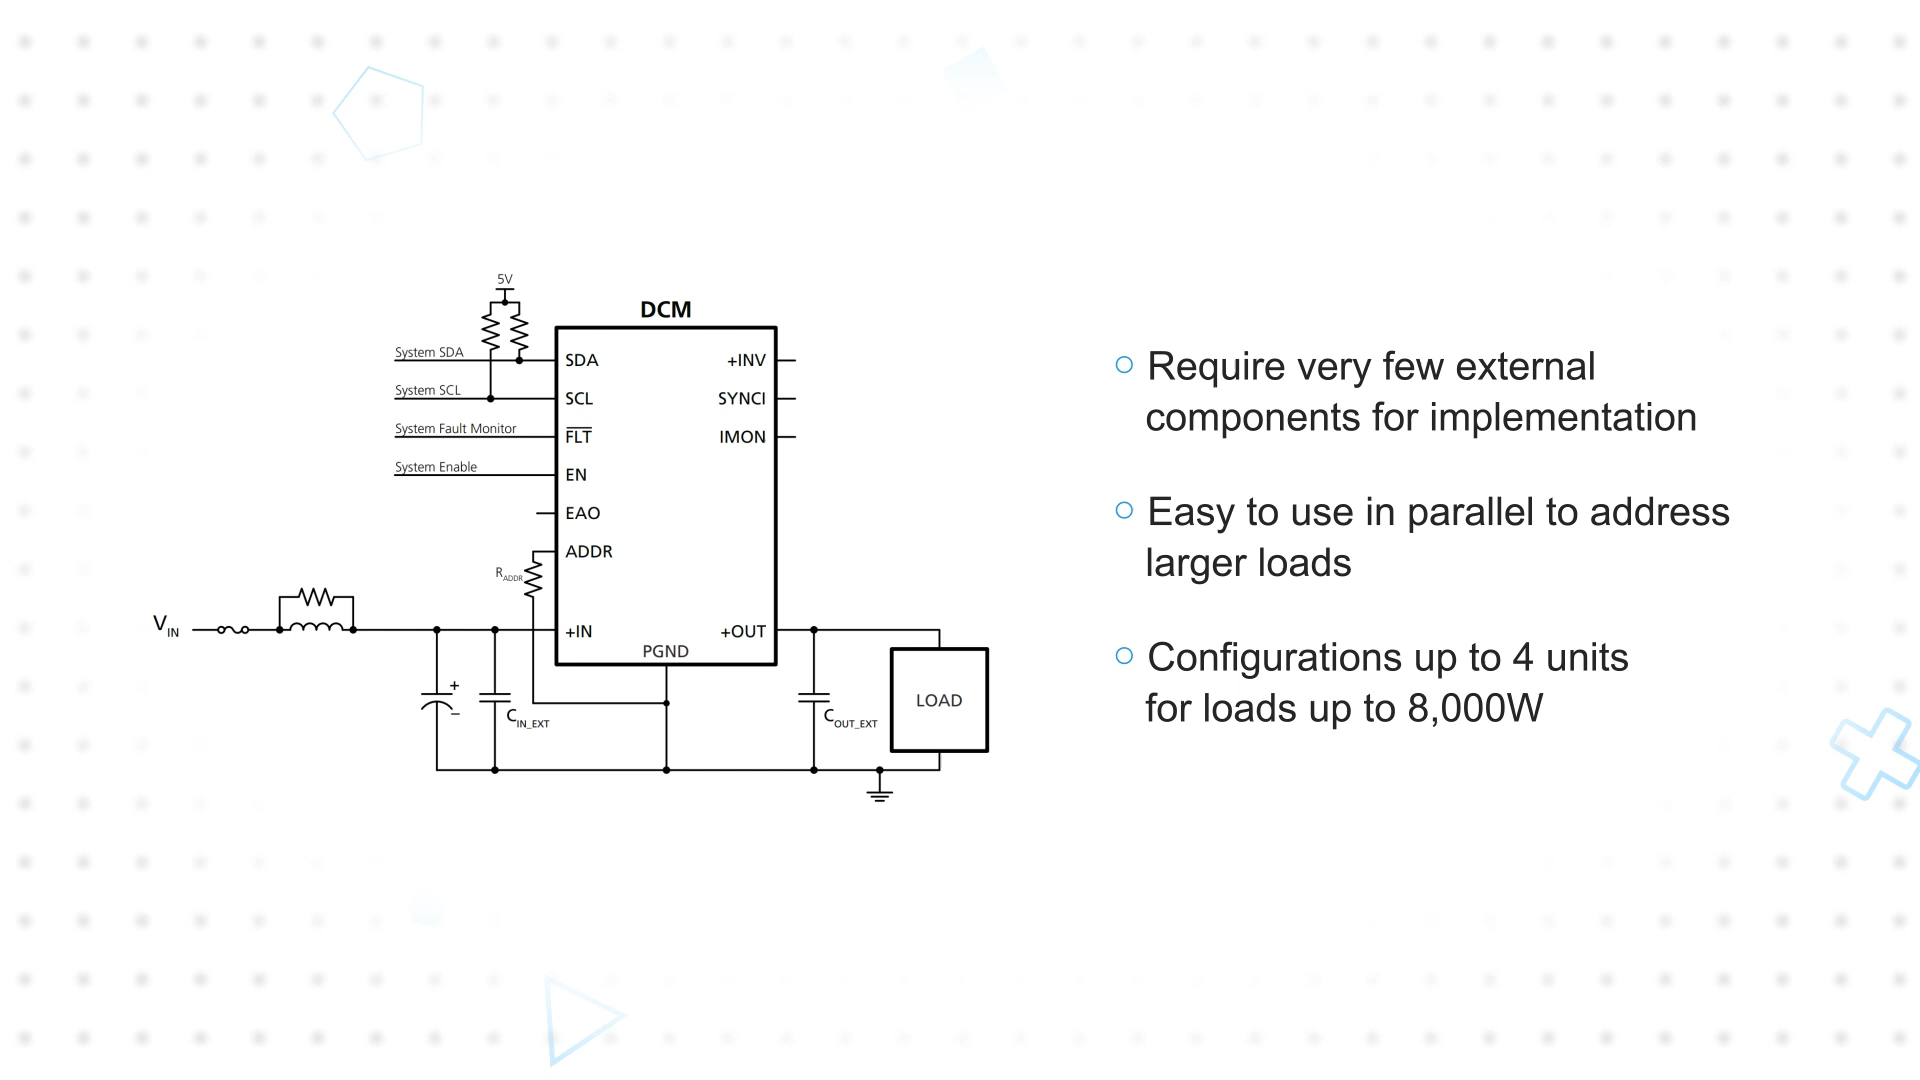 5V
DCM
System SDA
SDA
+INV
System SCL
SCL
SYNCI
System Fault Monitor
FLT
IMON
System Enable
EN
EAO
ADDR
RADDR
VIN
+IN
+OUT
PGND
+
−
CIN_EXT
COUT_EXT
LOAD
Require very few external
components for implementation
Easy to use in parallel to address
larger loads
Configurations up to 4 units
for loads up to 8,000W